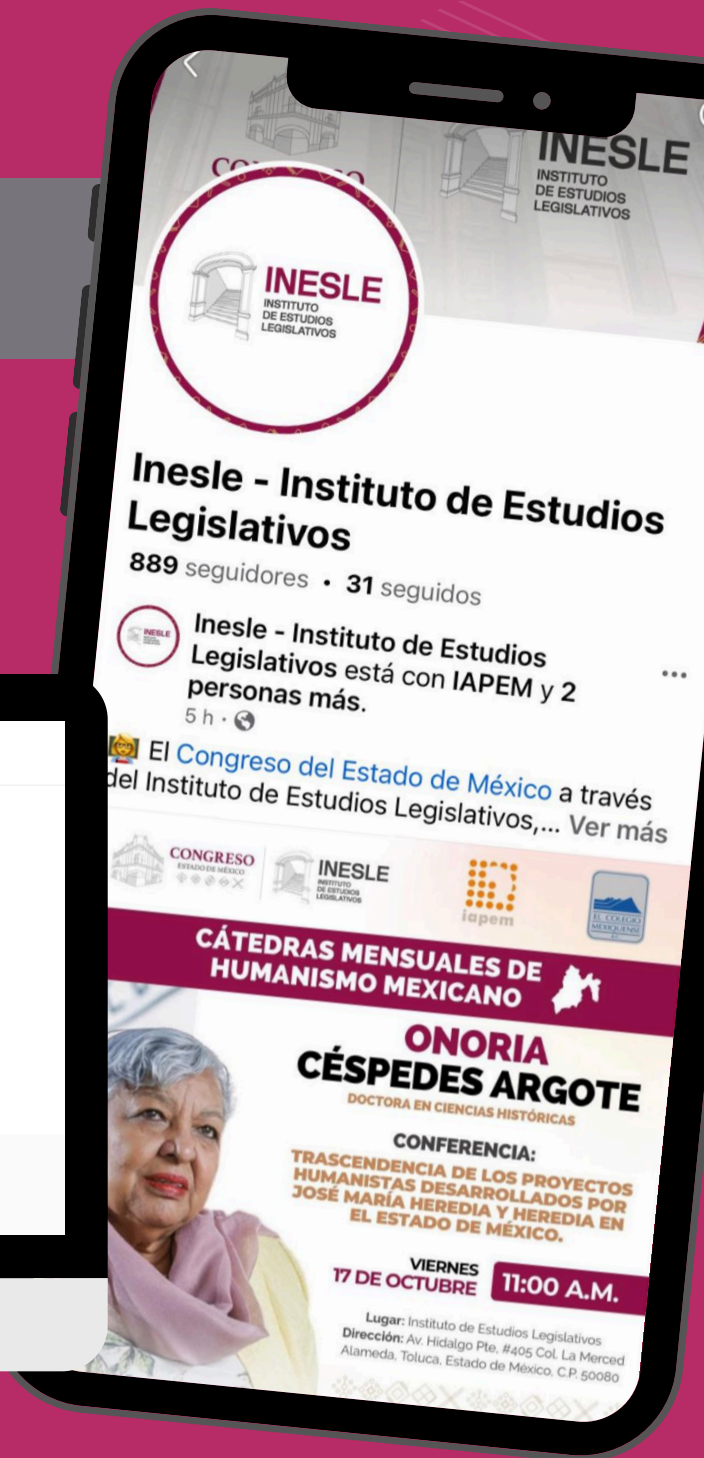 INESLE
INSTITUTO
DE ESTUDIOS
LEGISLATIVOS
INESLE
INSTITUTO
DE ESTUDIOS
LEGISLATIVOS
Inesle - Instituto de Estudios
Legislativos
889 seguidores • 31 seguidos
Inesle - Instituto de Estudios
Legislativos está con IAPEM y 2
personas más.
5 h ·
El Congreso del Estado de México a través
del Instituto de Estudios Legislativos,... Ver más
CONGRESO
ESTADO DE MÉXICO
INESLE
INSTITUTO
DE ESTUDIOS
LEGISLATIVOS
iapem
EL COLEGIO
MEXIQUENSE
CÁTEDRAS MENSUALES DE
HUMANISMO MEXICANO
ONORIA
CÉSPEDES ARGOTE
DOCTORA EN CIENCIAS HISTÓRICAS
CONFERENCIA:
TRASCENDENCIA DE LOS PROYECTOS
HUMANISTAS DESARROLLADOS POR
JOSÉ MARÍA HEREDIA Y HEREDIA EN
EL ESTADO DE MÉXICO.
VIERNES
17 DE OCTUBRE
11:00 A.M.
Lugar: Instituto de Estudios Legislativos
Dirección: Av. Hidalgo Pte, #405 Col. La Merced
Alameda, Toluca, Estado de México, C.P. 50080